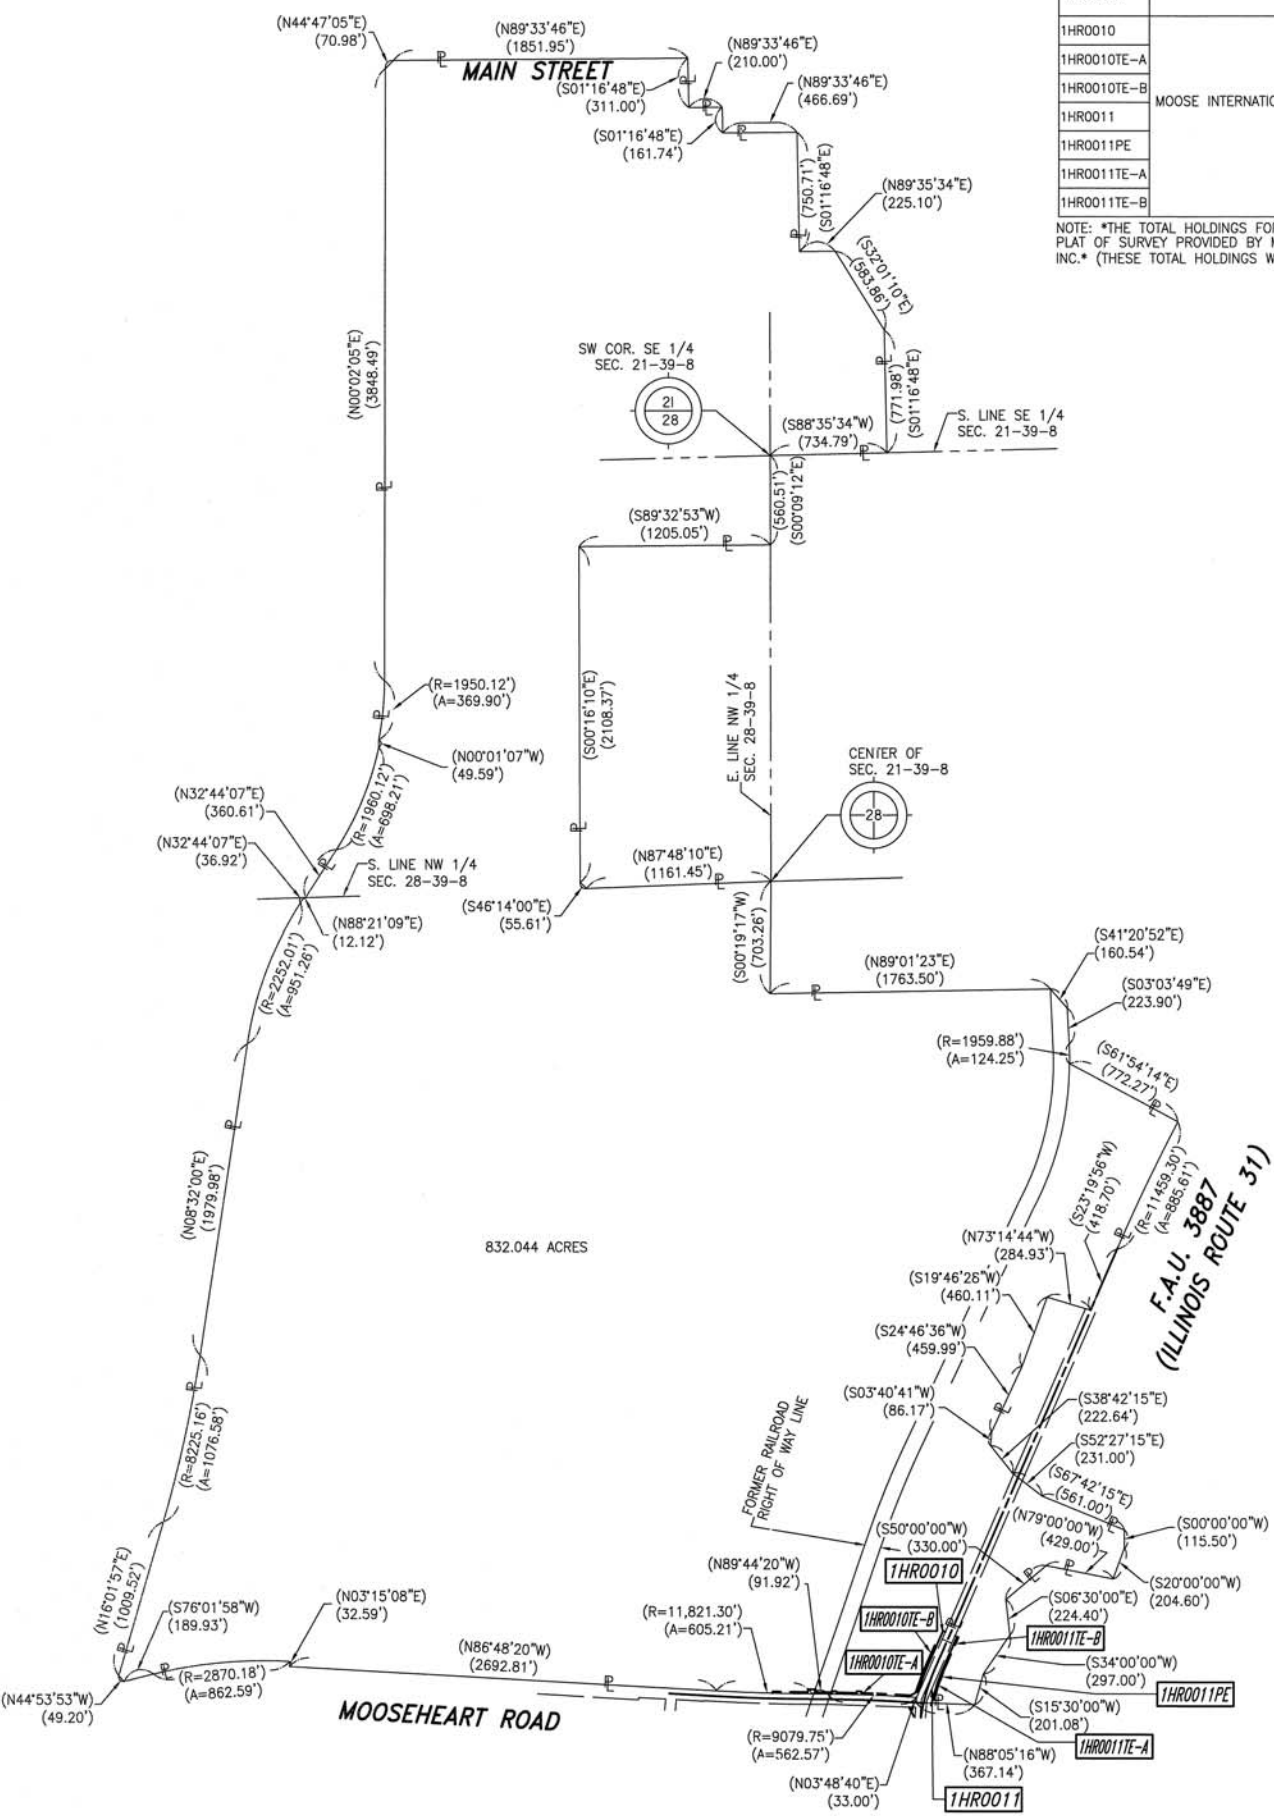 (N44°47'05"E)
(70.98')
(N89°33'46"E)
(1851.95')
MAIN STREET
(N89°33'46"E)
(210.00')
(S01°16'48"E)
(311.00')
(N89°33'46"E)
(466.69')
(S01°16'48"E)
(161.74')
(750.71')
(S01°16'48"E)
(N89°35'34"E)
(225.10')
(S32°01'10"E)
(583.86')
1HR0010
1HR0010TE-A
1HR0010TE-B
MOOSE INTERNATIO
1HR0011
1HR0011PE
1HR0011TE-A
1HR0011TE-B
NOTE: *THE TOTAL HOLDINGS FO
PLAT OF SURVEY PROVIDED BY
INC.* (THESE TOTAL HOLDINGS W
(N00°02'05"E)
(3848.49')
SW COR. SE 1/4
SEC. 21-39-8
21
28
(771.98')
(S01°16'48"E)
(S88°35'34"W)
(734.79')
S. LINE SE 1/4
SEC. 21-39-8
(560.51')
(S00°09'12"E)
(S89°32'53"W)
(1205.05')
(S00°16'10"E)
(2108.37')
(R=1950.12')
(A=369.90')
(N00°01'07"W)
(49.59')
E. LINE NW 1/4
SEC. 28-39-8
CENTER OF
SEC. 21-39-8
28
(N32°44'07"E)
(360.61')
(R=1960.12')
(A=698.21')
(N32°44'07"E)
(36.92')
S. LINE NW 1/4
SEC. 28-39-8
(N87°48'10"E)
(1161.45')
(S46°14'00"E)
(55.61')
(N88°21'09"E)
(12.12')
(S00°19'17"W)
(703.26')
(R=2252.01')
(A=951.26')
(N89°01'23"E)
(1763.50')
(S41°20'52"E)
(160.54')
(S03°03'49"E)
(223.90')
(R=1959.88')
(A=124.25')
(S61°54'14"E)
(772.27')
(N08°32'00"E)
(1979.98')
(S23°19'56"W)
(418.70')
(R=11459.30')
(A=885.61')
F.A.U. 3887
(ILLINOIS ROUTE 31)
832.044 ACRES
(N73°14'44"W)
(284.93')
(S19°46'28"W)
(460.11')
(S24°46'36"W)
(459.99')
(S03°40'41"W)
(86.17')
(S38°42'15"E)
(222.64')
(S52°27'15"E)
(231.00')
(S67°42'15"E)
(561.00')
(R=8225.16')
(A=1076.58')
FORMER RAILROAD
RIGHT OF WAY LINE
(S50°00'00"W)
(330.00')
(N79°00'00"W)
(429.00')
(S00°00'00"W)
(115.50')
(N89°44'20"W)
(91.92')
1HR0010
(S20°00'00"W)
(204.60')
(S06°30'00"E)
(224.40')
(N16°01'57"E)
(1009.52')
(S76°01'58"W)
(189.93')
(N03°15'08"E)
(32.59')
(R=11,821.30')
(A=605.21')
1HR0010TE-B
1HR0011TE-B
(N86°48'20"W)
(2692.81')
1HR0010TE-A
(S34°00'00"W)
(297.00')
1HR0011PE
(R=2870.18')
(A=862.59')
(N44°53'53"W)
(49.20')
MOOSEHEART ROAD
(S15°30'00"W)
(201.08')
(R=9079.75')
(A=562.57')
1HR0011TE-A
(N88°05'16"W)
(367.14')
(N03°48'40"E)
(33.00')
1HR0011